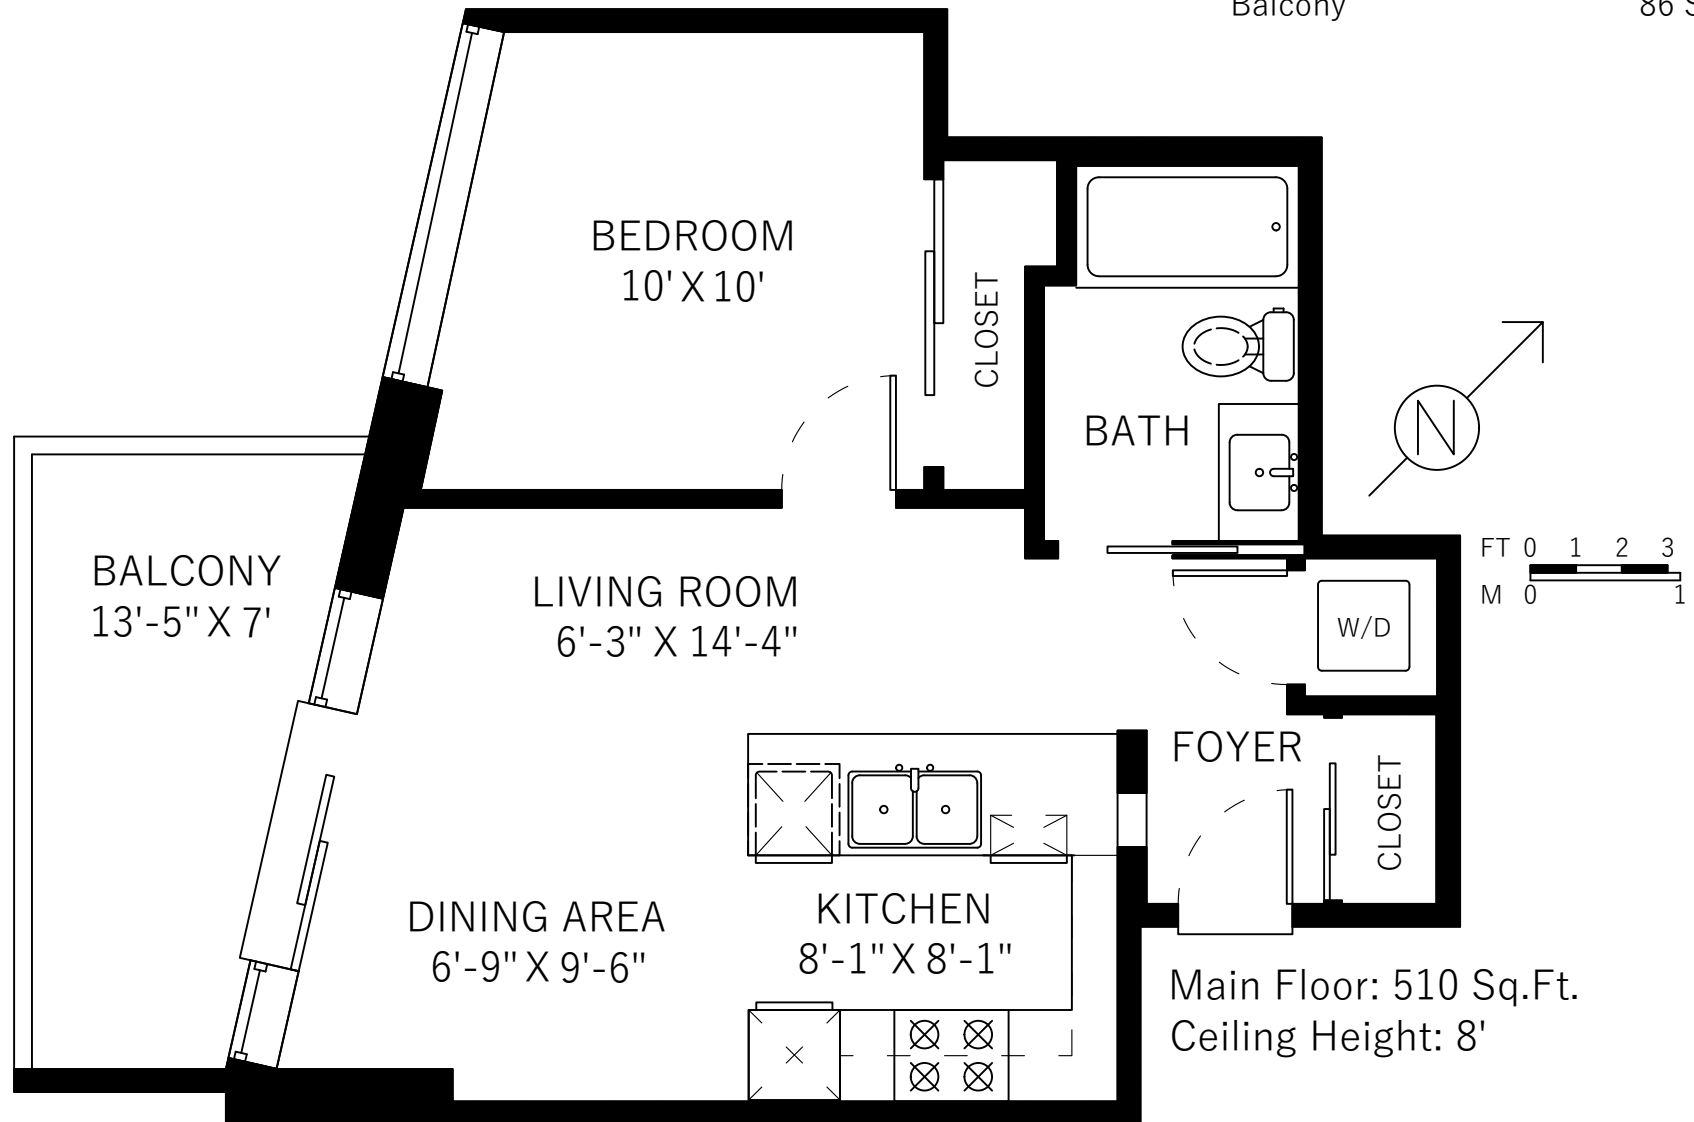 Balcony 86 S
BEDROOM
10' X 10'
CLOSET
BATH
N
BALCONY
13'-5" X 7'
LIVING ROOM
6'-3" X 14'-4"
FT 0 1 2 3
M 0 1
W/D
FOYER
CLOSET
DINING AREA
6'-9" X 9'-6"
KITCHEN
8'-1" X 8'-1"
Main Floor: 510 Sq.Ft.
Ceiling Height: 8'